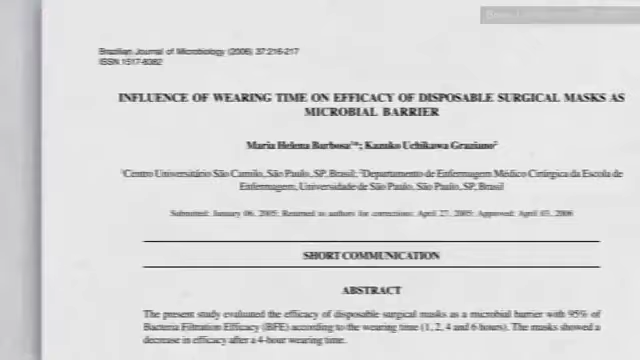 Brazilian Journal of Microbiology (2006) 37:216-217
ISSN 1517-8382
INFLUENCE OF WEARING TIME ON EFFICACY OF DISPOSABLE SURGICAL MASKS AS
MICROBIAL BARRIER
Maria Helena Barbosa¹*; Kazuko Uchikawa Graziano²
¹Centro Universitário São Camilo, São Paulo, SP, Brasil; ²Departamento de Enfermagem Médico Cirúrgica da Escola de
Enfermagem, Universidade de São Paulo, São Paulo, SP, Brasil
Submitted: January 06, 2005; Returned to authors for corrections: April 27, 2005; Approved: April 03, 2006
SHORT COMMUNICATION
ABSTRACT
The present study evaluated the efficacy of disposable surgical masks as a microbial barrier with 95% of
Bacteria Filtration Efficacy (BFE) according to the wearing time (1, 2, 4 and 6 hours). The masks showed a
decrease in efficacy after a 4-hour wearing time.